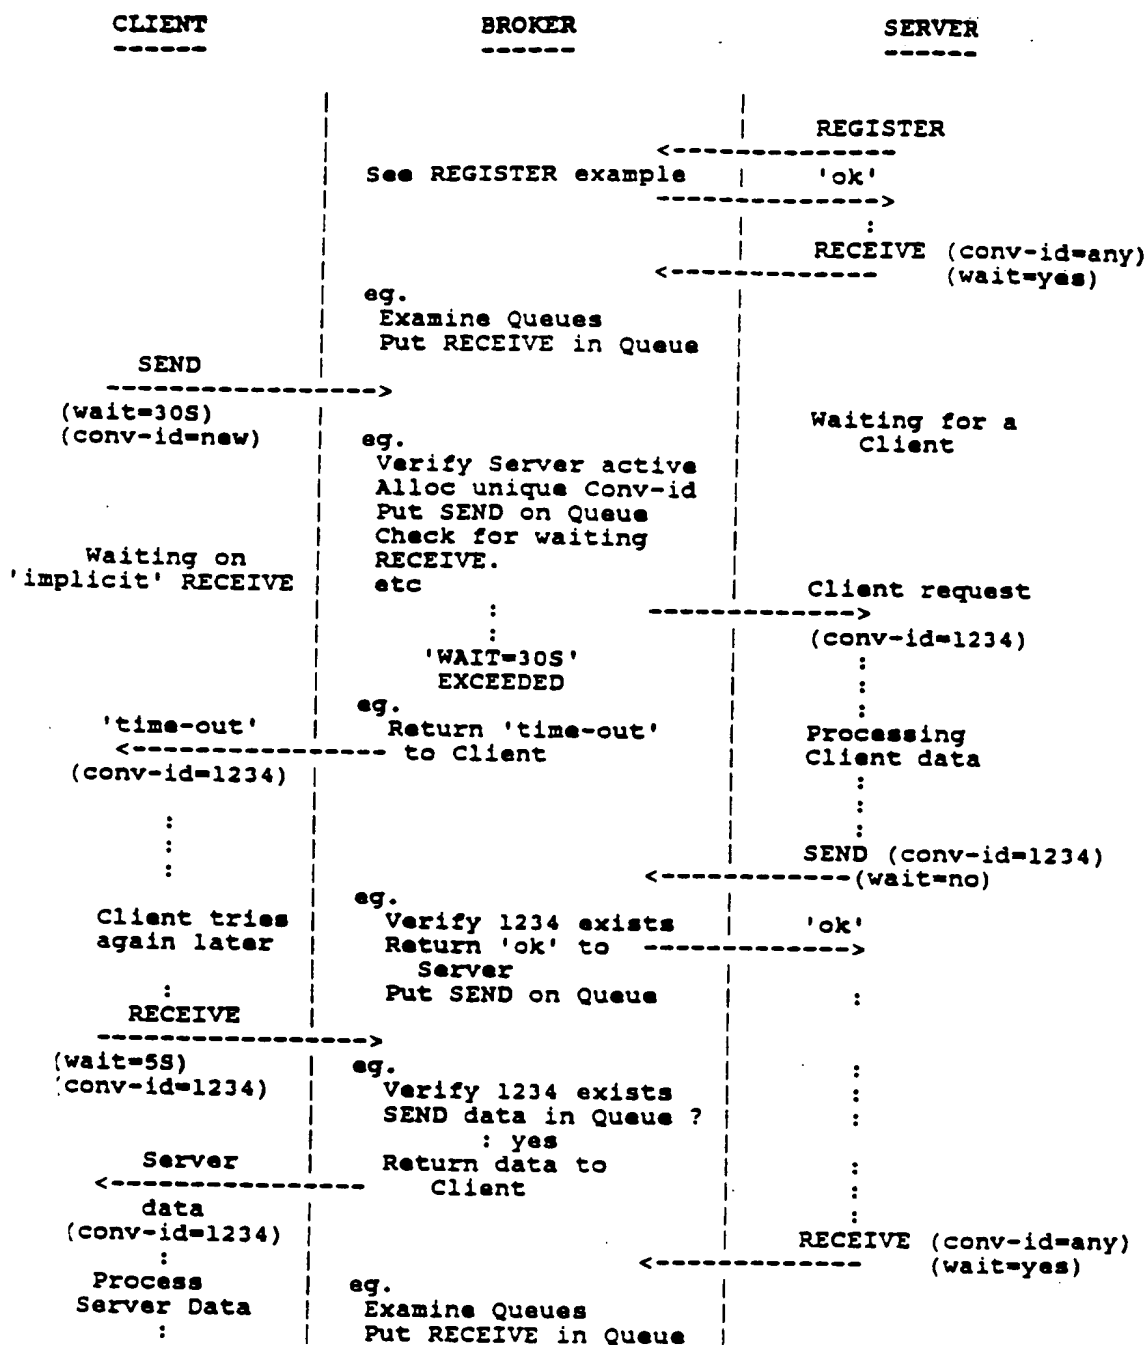 CLIENT BROKER SERVER
------ ------ ------
REGISTER
<-------------
See REGISTER example 'ok'
------------->
:
RECEIVE (conv-id=any)
<------------ (wait=yes)
eg.
Examine Queues
Put RECEIVE in Queue
SEND
----------------->
(wait=30S)
(conv-id=new)
Waiting for a
Client
eg.
Verify Server active
Alloc unique Conv-id
Put SEND on Queue
Check for waiting
RECEIVE.
etc
Waiting on
'implicit' RECEIVE
Client request
------------->
(conv-id=1234)
:
:
'WAIT=30S'
EXCEEDED
:
:
:
eg.
'time-out' Return 'time-out'
<---------------- to Client
(conv-id=1234)
Processing
Client data
:
:
:
:
:
:
SEND (conv-id=1234)
<------------(wait=no)
eg.
Client tries Verify 1234 exists 'ok'
again later Return 'ok' to ------------->
Server
: Put SEND on Queue :
RECEIVE
----------------->
(wait=5S)
(conv-id=1234)
eg.
Verify 1234 exists
SEND data in Queue ?
: yes
:
:
:
Server Return data to
<---------------- Client
data
(conv-id=1234)
:
:
:
RECEIVE (conv-id=any)
<------------- (wait=yes)
:
Process
Server Data
:
eg.
Examine Queues
Put RECEIVE in Queue